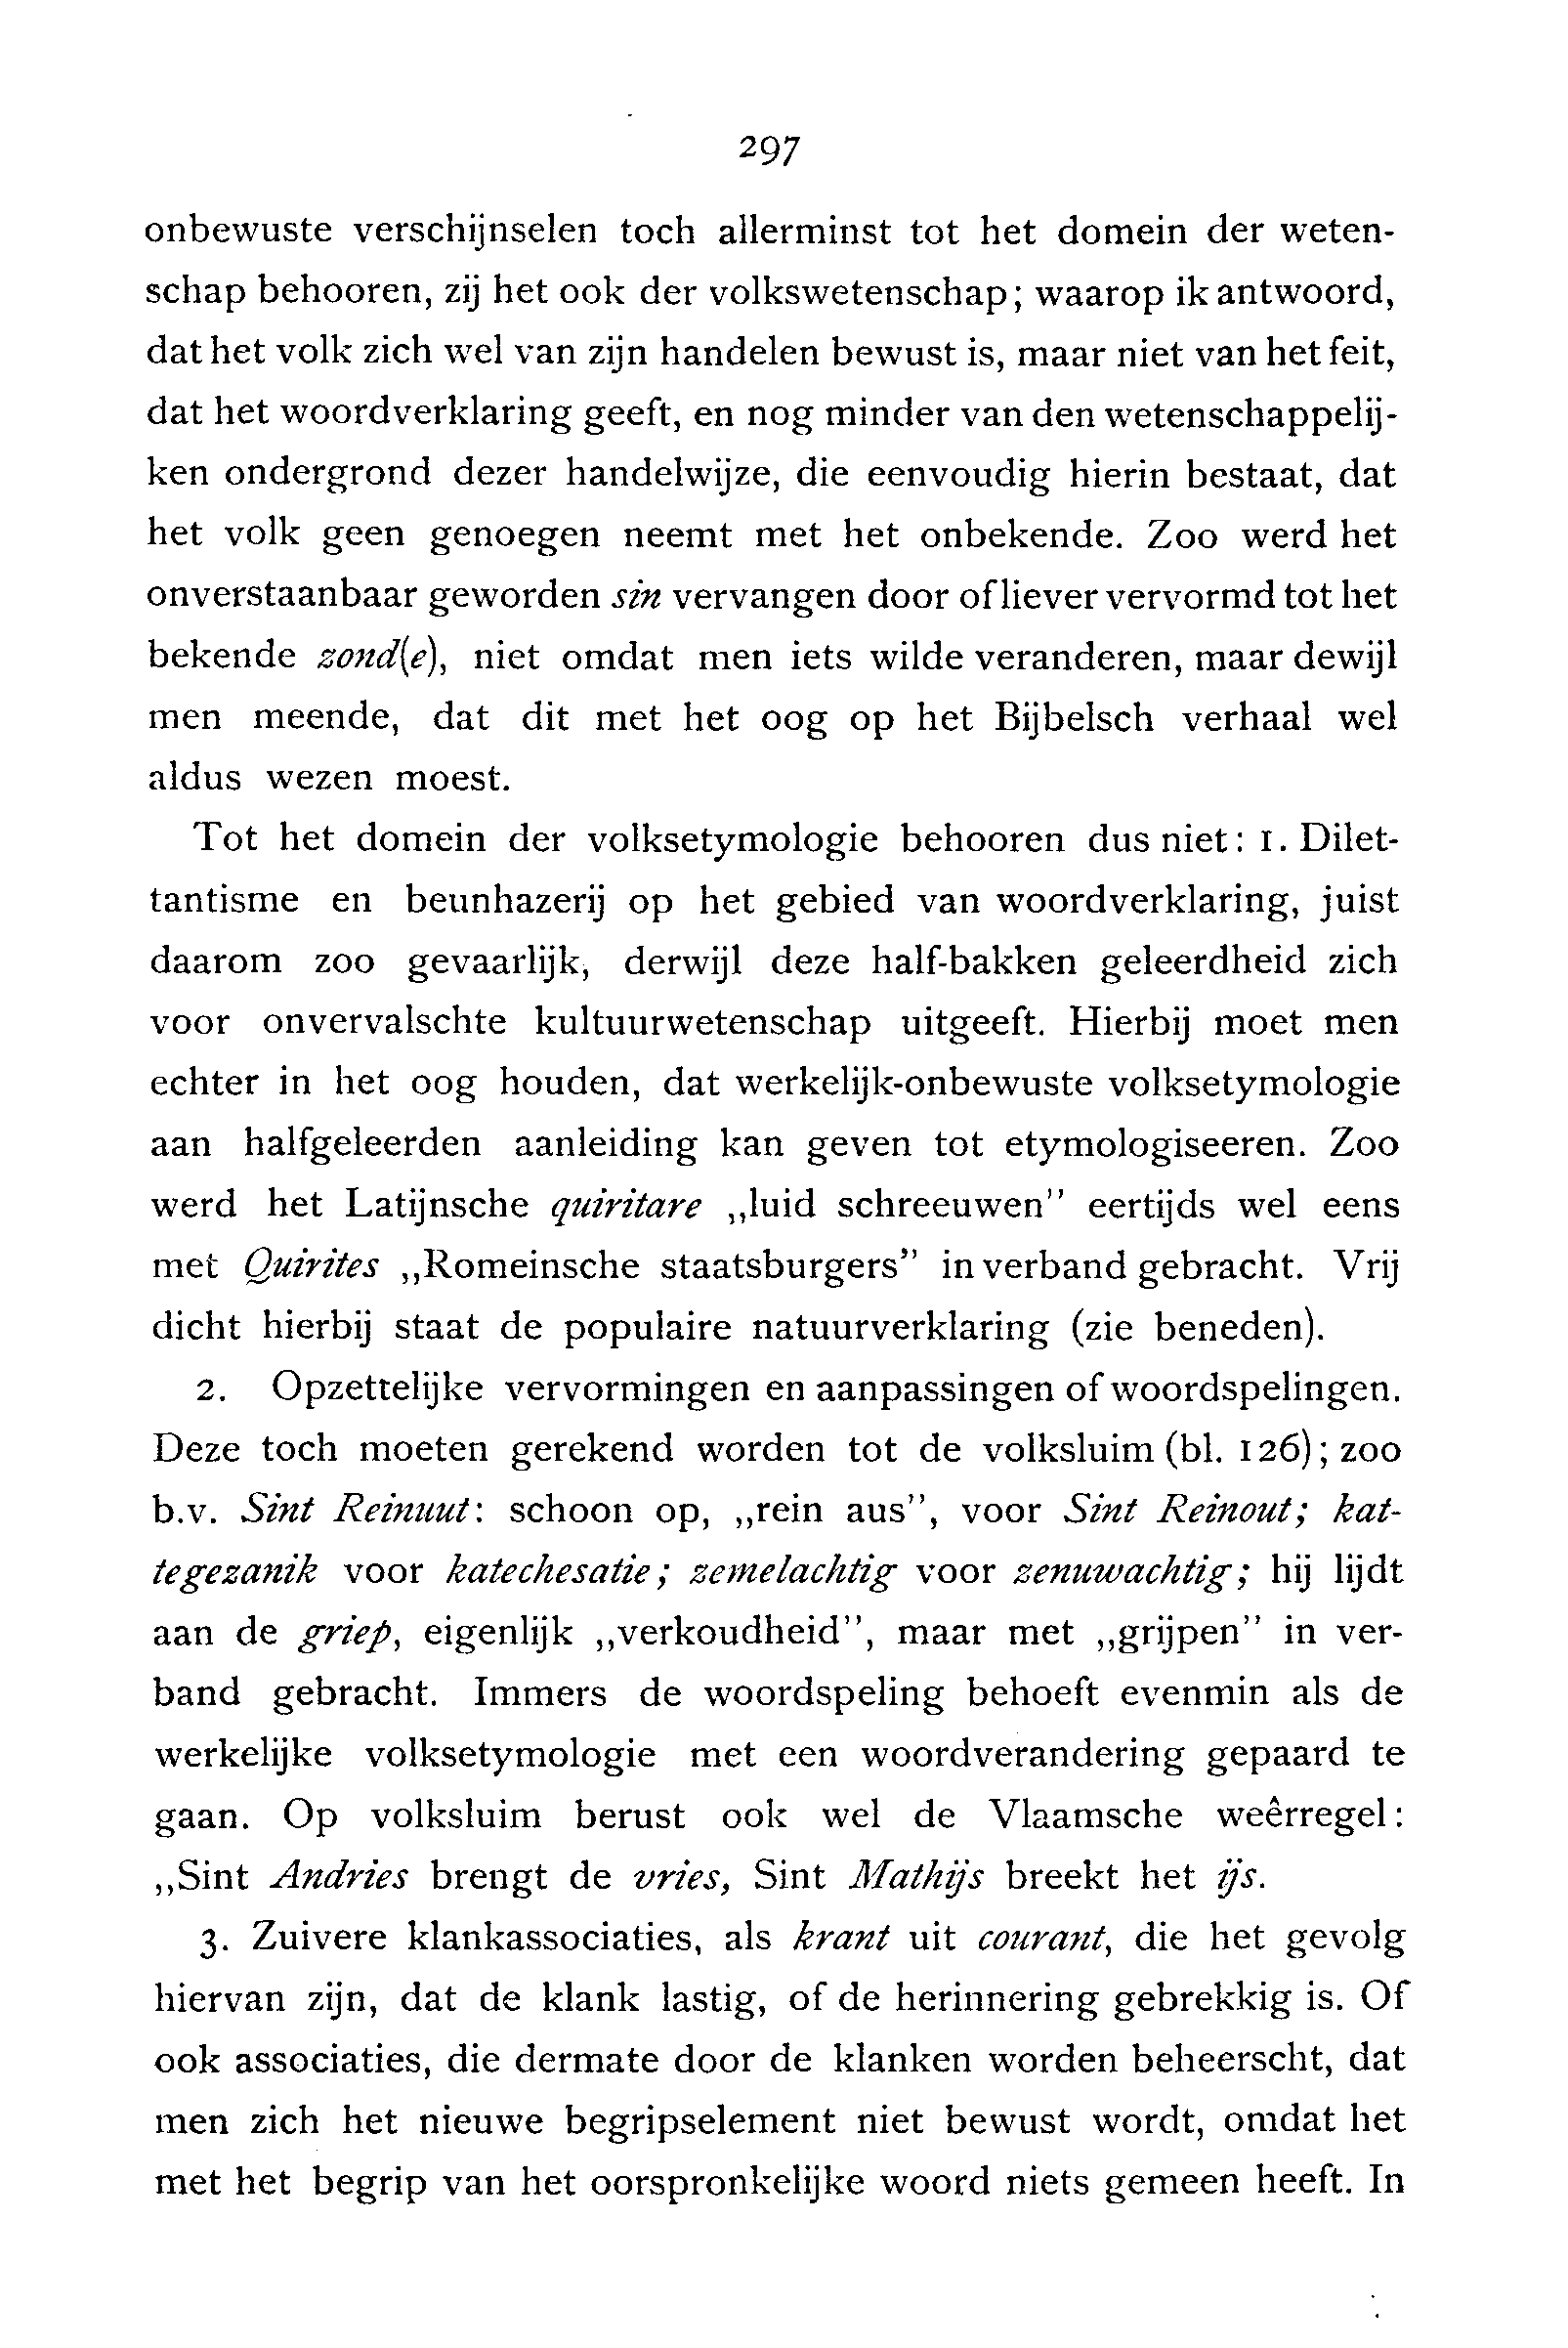 297
onbewuste verschijnselen toch allerminst tot het domein der weten-
schap behooren, zij het ook der volkswetenschap; waarop ik antwoord,
dat het volk zich wel van zijn handelen bewust is, maar niet van het feit,
dat het woordverklaring geeft, en nog minder van den wetenschappelij-
ken ondergrond dezer handelwijze, die eenvoudig hierin bestaat, dat
het volk geen genoegen neemt met het onbekende. Zoo werd het
onverstaanbaar geworden sin vervangen door of liever vervormd tot het
bekende zond(e), niet omdat men iets wilde veranderen, maar dewijl
men meende, dat dit met het oog op het Bijbelsch verhaal wel
aldus wezen moest.
Tot het domein der volksetymologie behooren dus niet: 1. Dilet-
tantisme en beunhazerij op het gebied van woordverklaring, juist
daarom zoo gevaarlijk, derwijl deze half-bakken geleerdheid zich
voor onvervalschte kultuurwetenschap uitgeeft. Hierbij moet men
echter in het oog houden, dat werkelijk-onbewuste volksetymologie
aan halfgeleerden aanleiding kan geven tot etymologiseeren. Zoo
werd het Latijnsche quiritare „luid schreeuwen” eertijds wel eens
met Quirites „Romeinsche staatsburgers” in verband gebracht. Vrij
dicht hierbij staat de populaire natuurverklaring (zie beneden).
2. Opzettelijke vervormingen en aanpassingen of woordspelingen.
Deze toch moeten gerekend worden tot de volksluim (bl. 126); zoo
b.v. Sint Reinuut: schoon op, „rein aus”, voor Sint Reinout; kat-
tegezanik voor katechesatie; zemelachtig voor zenuwachtig; hij lijdt
aan de griep, eigenlijk „verkoudheid”, maar met „grijpen” in ver-
band gebracht. Immers de woordspeling behoeft evenmin als de
werkelijke volksetymologie met een woordverandering gepaard te
gaan. Op volksluim berust ook wel de Vlaamsche weêrregel:
„Sint Andries brengt de vries, Sint Mathijs breekt het ijs.
3. Zuivere klankassociaties, als krant uit courant, die het gevolg
hiervan zijn, dat de klank lastig, of de herinnering gebrekkig is. Of
ook associaties, die dermate door de klanken worden beheerscht, dat
men zich het nieuwe begripselement niet bewust wordt, omdat het
met het begrip van het oorspronkelijke woord niets gemeen heeft. In